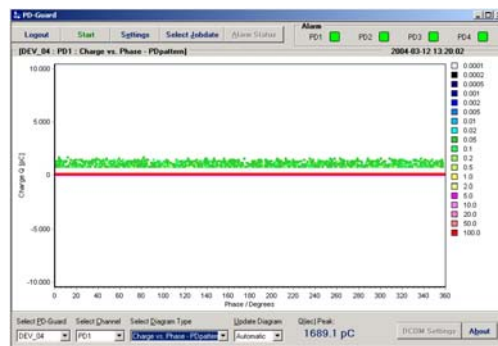 PD-Guard
Logout Start Settings Select Jobdate Alarm Status
Alarm
PD1 PD2 PD3 PD4
[DEV_04 : PD1 : Charge vs. Phase - PDpattern]
2004-03-12 13:20:02
Charge Q [pC]
10.000
5.000
0
-5.000
-10.000
0 20 40 60 80 100 120 140 160 180 200 220 240 260 280 300 320 340 360
Phase / Degrees
0.0001
0.0002
0.0005
0.001
0.002
0.005
0.01
0.02
0.05
0.1
0.2
0.5
1.0
2.0
5.0
10.0
20.0
50.0
100.0
Select PD-Guard Select Channel Select Diagram Type Update Diagram Q(iec) Peak:
DEV_04 PD1 Charge vs. Phase - PDpattern Automatic 1689.1 pC
DCOM Settings About